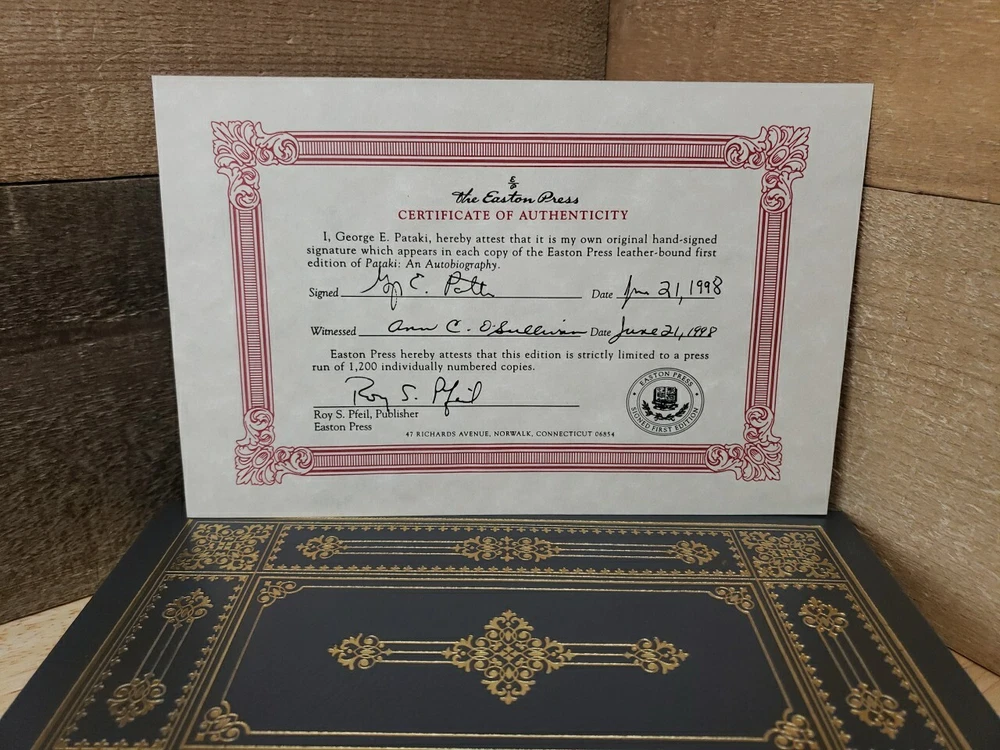 The Easton Press
CERTIFICATE OF AUTHENTICITY
I, George E. Pataki, hereby attest that it is my own original hand-signed
signature which appears in each copy of the Easton Press leather-bound first
edition of Pataki: An Autobiography.
Signed Date 21, 1998
Witnessed Ann C. O'Sullivan Date June 21, 1998
Easton Press hereby attests that this edition is strictly limited to a press
run of 1,200 individually numbered copies.
Roy S. Pfeil
Roy S. Pfeil, Publisher
Easton Press
47 RICHARDS AVENUE, NORWALK, CONNECTICUT 06854
EASTON PRESS
SIGNED FIRST EDITION